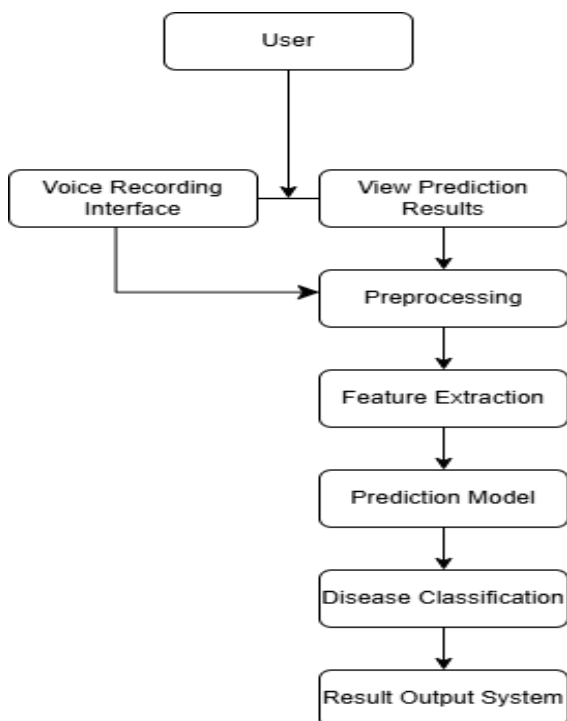 User
Voice Recording
Interface
View Prediction
Results
Preprocessing
Feature Extraction
Prediction Model
Disease Classification
Result Output System